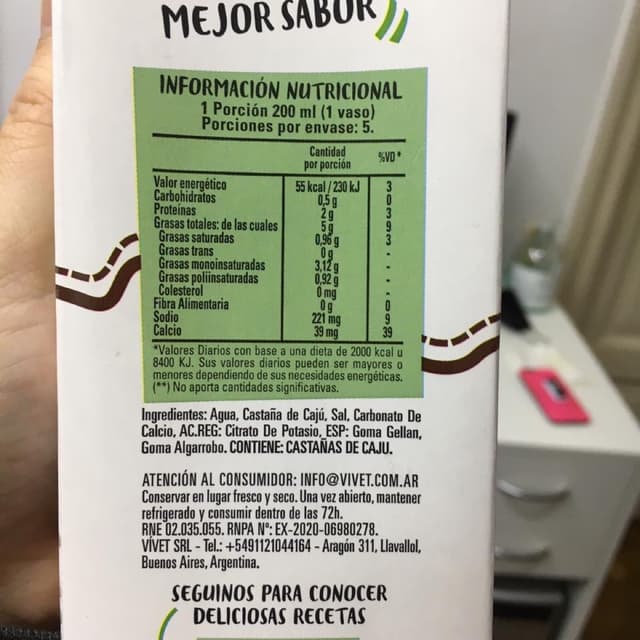 MEJOR SABOR
INFORMACIÓN NUTRICIONAL
1 Porción 200 ml (1 vaso)
Porciones por envase: 5.
Cantidad por porción %VD*
Valor energético 55 kcal / 230 kJ 3
Carbohidratos 0,5 g 0
Proteínas 2 g 3
Grasas totales: de las cuales 5 g 9
Grasas saturadas 0,96 g 3
Grasas trans 0 g -
Grasas monoinsaturadas 3,12 g -
Grasas poliinsaturadas 0,92 g -
Colesterol 0 mg -
Fibra Alimentaria 0 g 0
Sodio 221 mg 9
Calcio 39 mg 39
*Valores Diarios con base a una dieta de 2000 kcal u
8400 KJ. Sus valores diarios pueden ser mayores o
menores dependiendo de sus necesidades energéticas.
(**) No aporta cantidades significativas.
Ingredientes: Agua, Castaña de Cajú, Sal, Carbonato De
Calcio, AC.REG: Citrato De Potasio, ESP: Goma Gellan,
Goma Algarrobo. CONTIENE: CASTAÑAS DE CAJU.
ATENCIÓN AL CONSUMIDOR: INFO@VIVET.COM.AR
Conservar en lugar fresco y seco. Una vez abierto, mantener
refrigerado y consumir dentro de las 72h.
RNE 02.035.055. RNPA Nº: EX-2020-06980278.
VÍVET SRL - Tel.: +5491121044164 - Aragón 311, Llavallol,
Buenos Aires, Argentina.
SEGUINOS PARA CONOCER
DELICIOSAS RECETAS